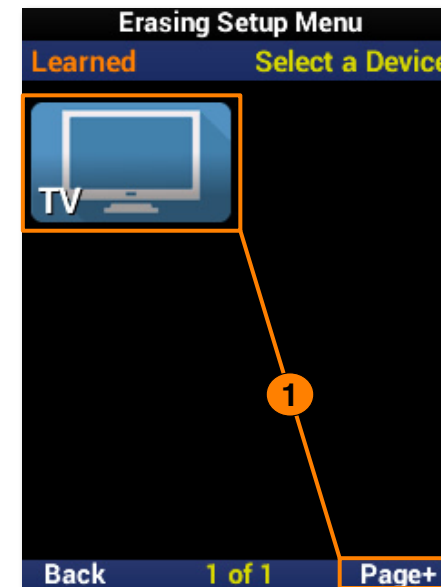 Erasing Setup Menu
Learned Select a Device
TV
1
Back 1 of 1 Page+